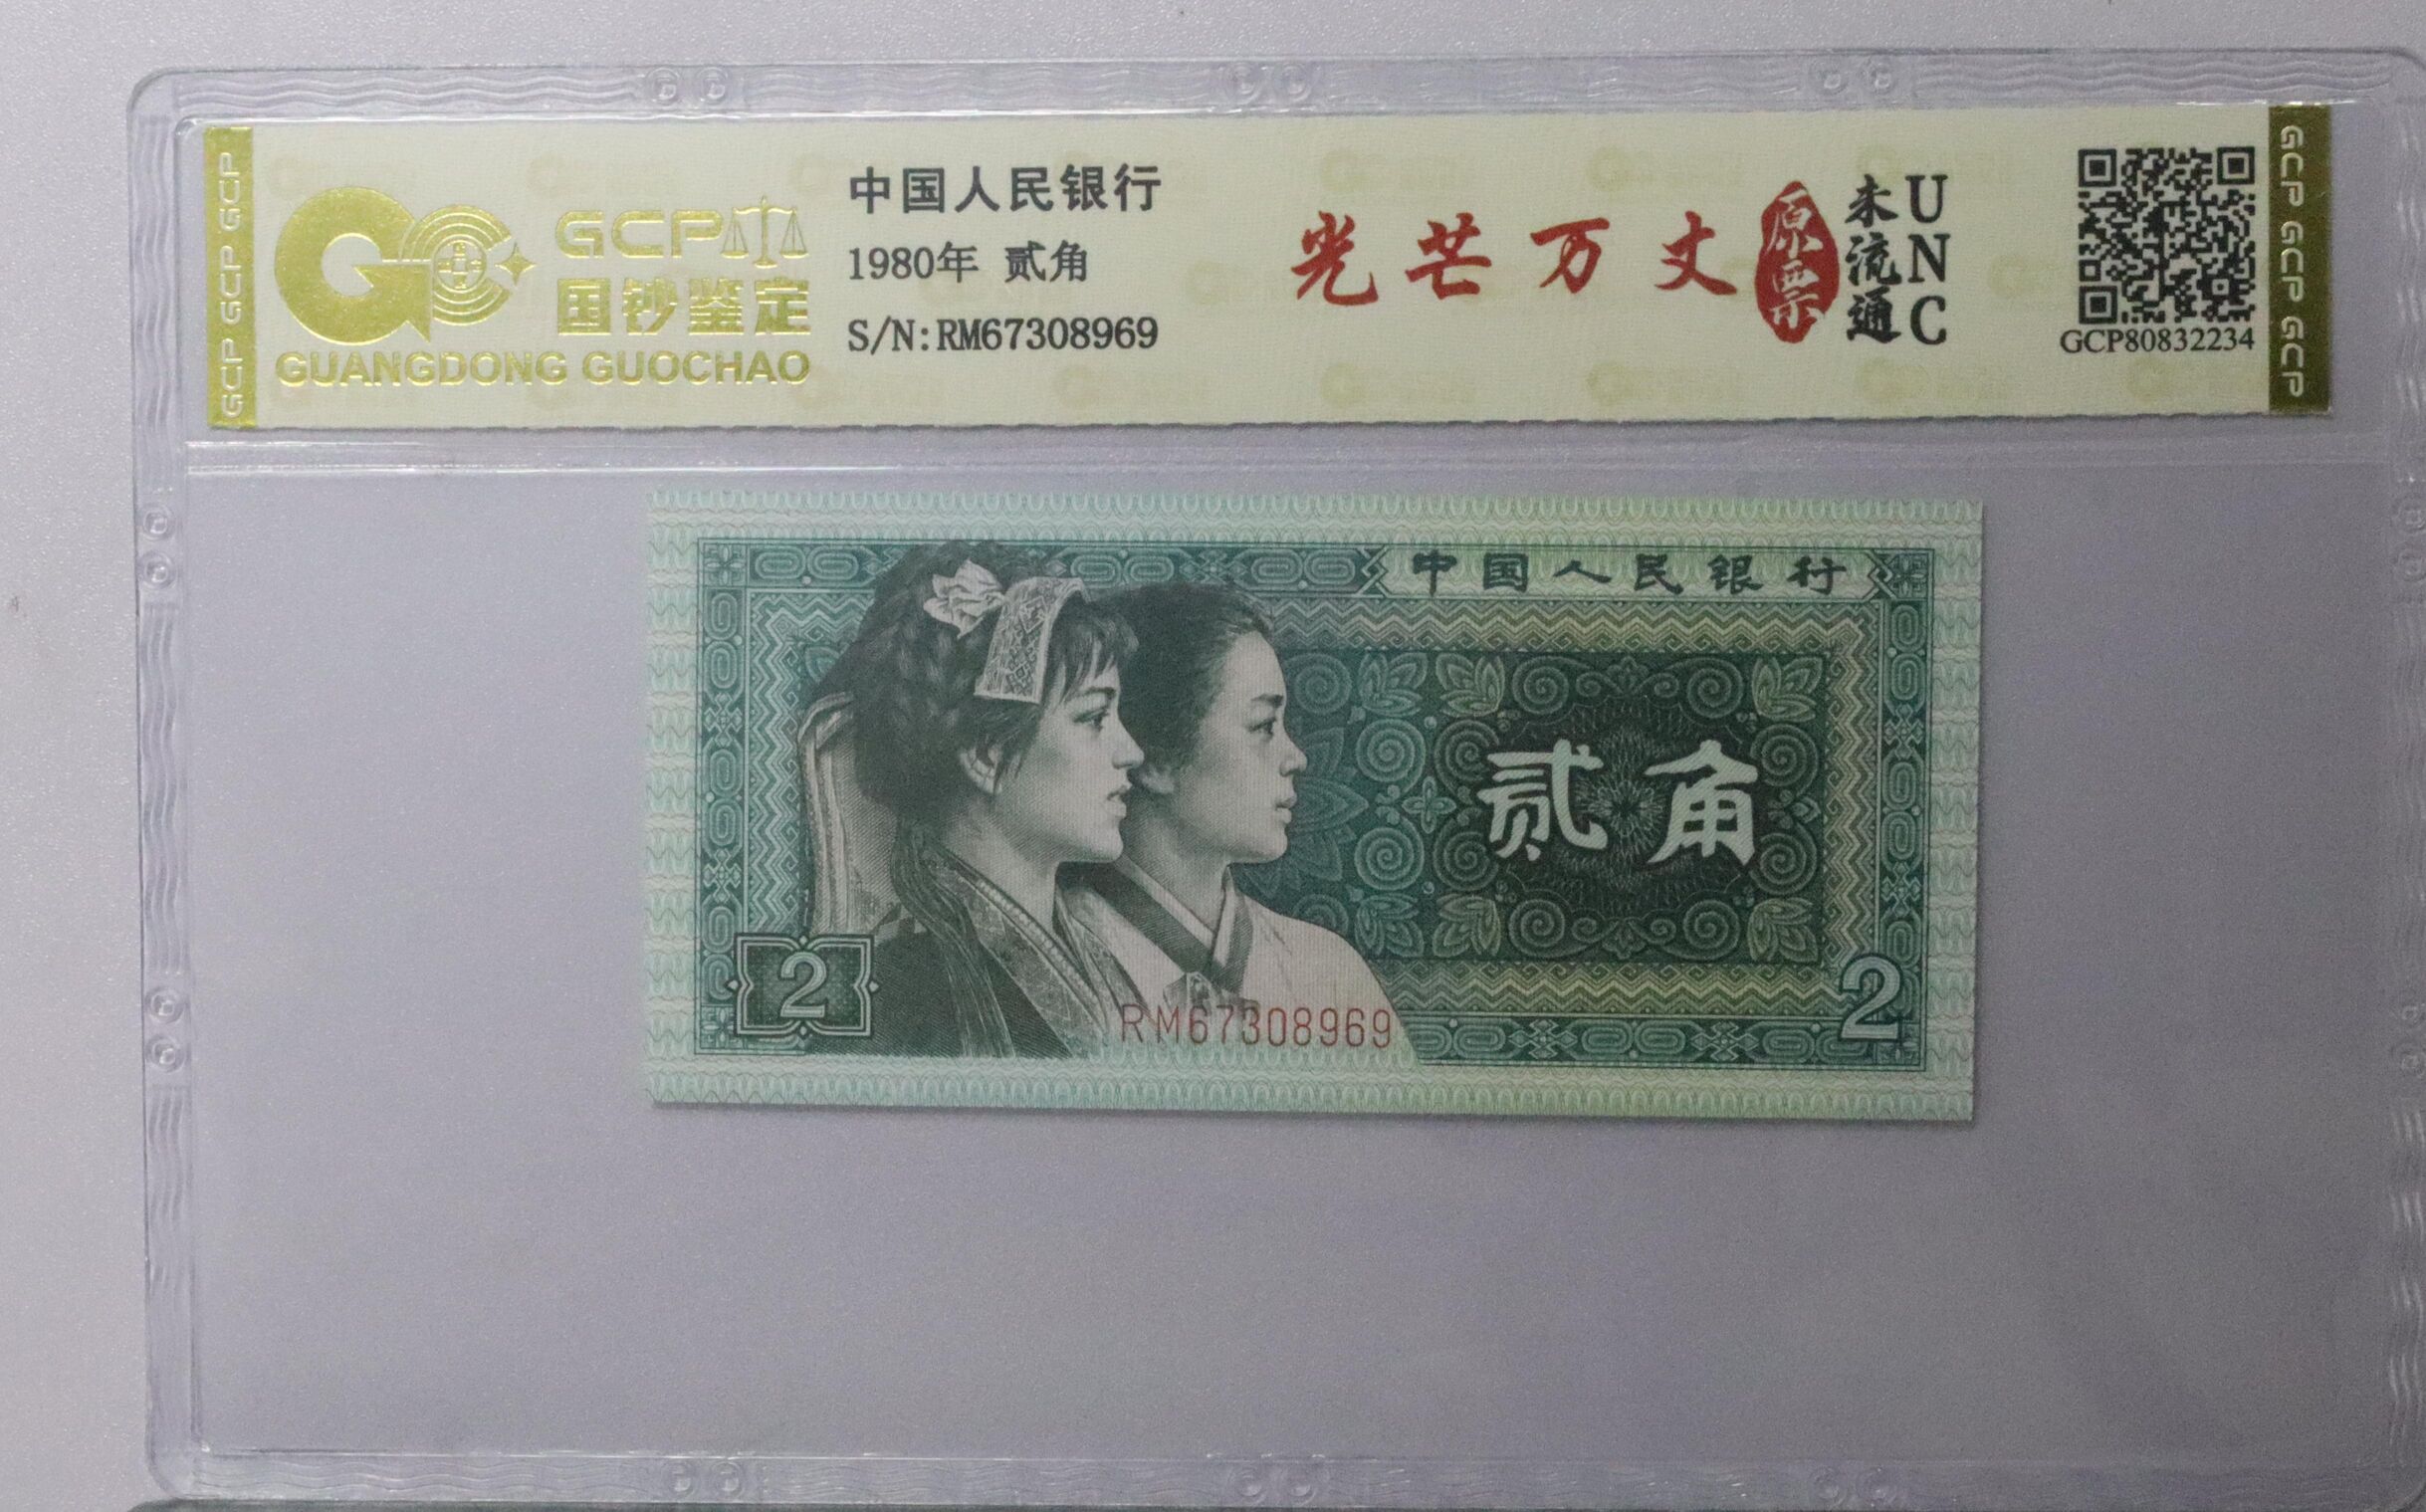 GCP GCP GCP
GCP
国钞鉴定
GUANGDONG GUOCHAO
中国人民银行
1980年 贰角
S/N:RM67308969
光芒万丈
原票
未流通
UNC
GCP80832234
GCP GCP GCP
中国人民银行
贰角
2
RM67308969
2